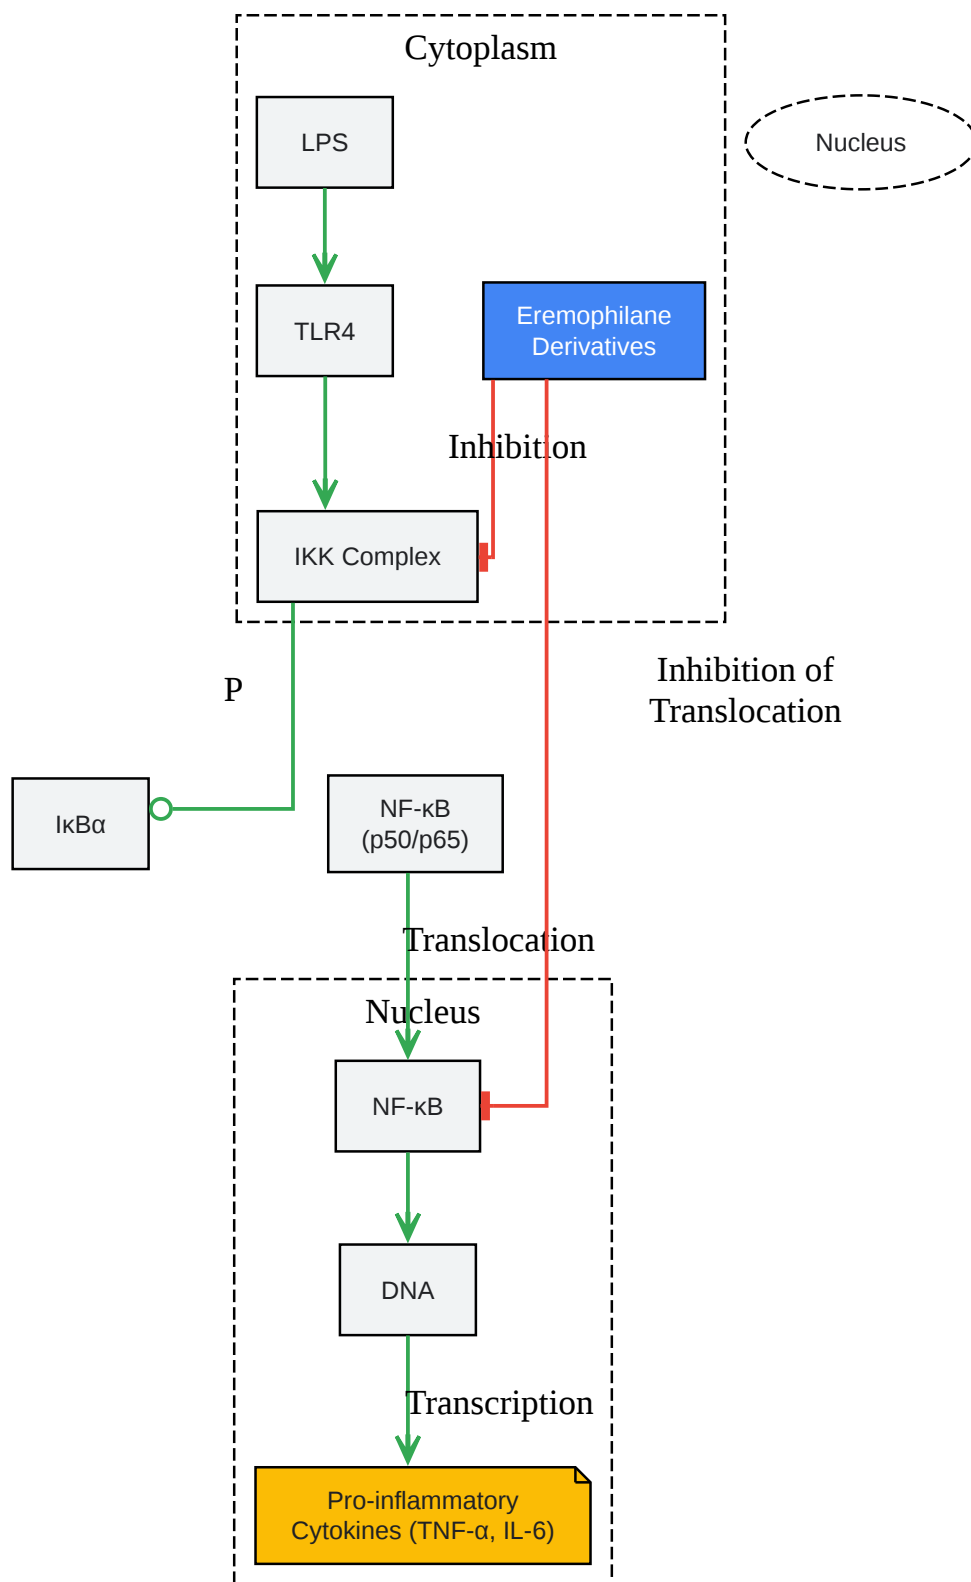 Cytoplasm
LPS
Nucleus
TLR4
Eremophilane
Derivatives
Inhibition
IKK Complex
Inhibition of
Translocation
P
IκBα
NF-κB
(p50/p65)
Translocation
Nucleus
NF-κB
DNA
Transcription
Pro-inflammatory
Cytokines (TNF-α, IL-6)